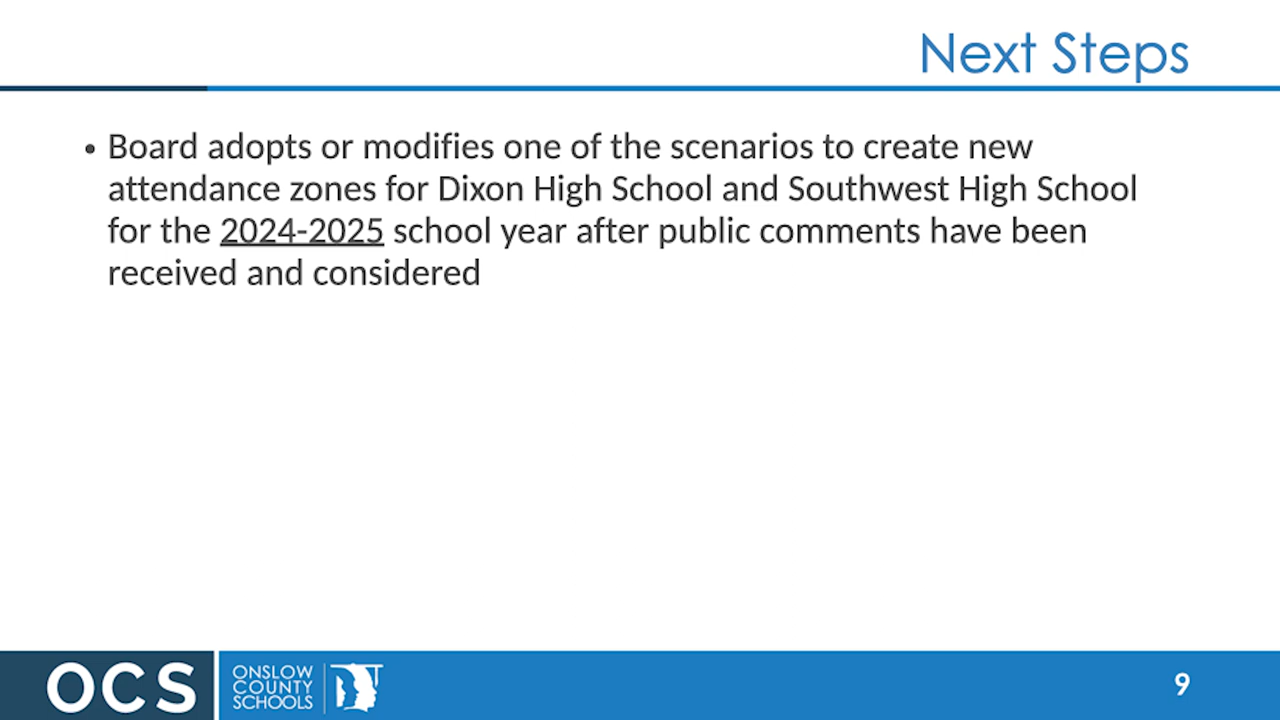 Next Steps
• Board adopts or modifies one of the scenarios to create new
attendance zones for Dixon High School and Southwest High School
for the 2024-2025 school year after public comments have been
received and considered
OCS
ONSLOW
COUNTY
SCHOOLS
9